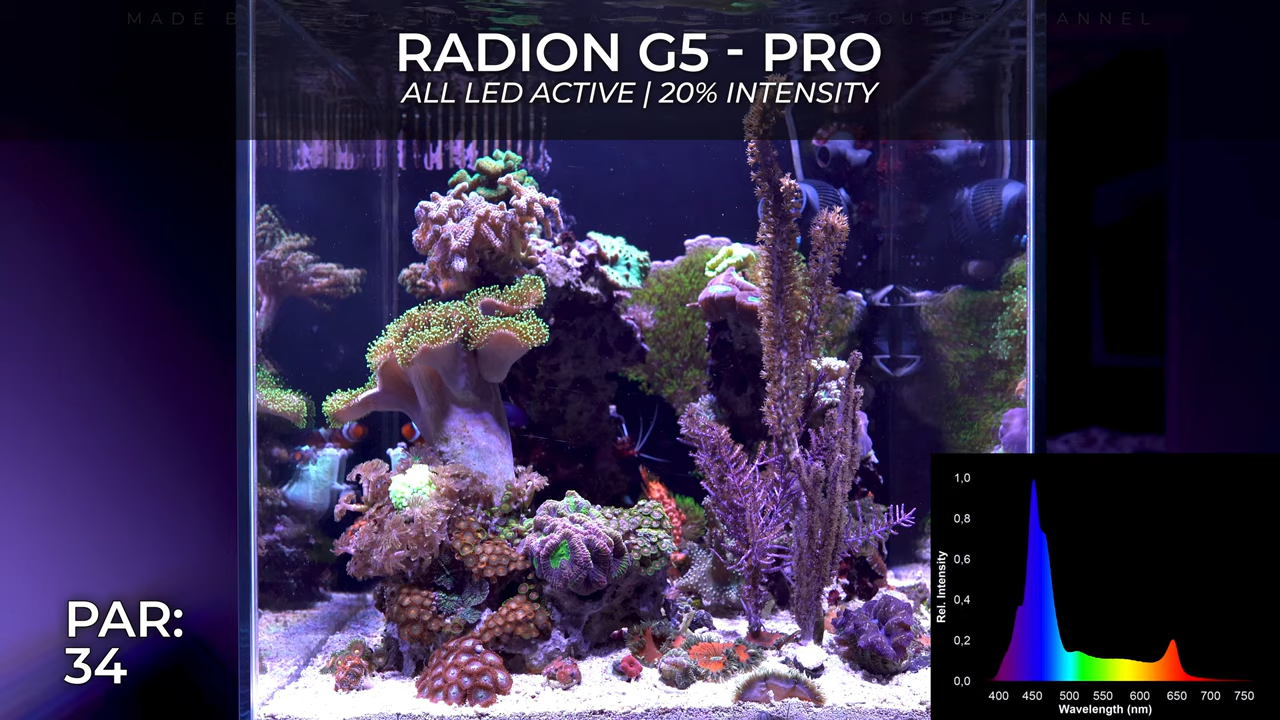 RADION G5 - PRO
ALL LED ACTIVE | 20% INTENSITY
PAR:
34
1,0
0,8
0,6
0,4
0,2
0,0
Rel. Intensity
400 450 500 550 600 650 700 750
Wavelength (nm)